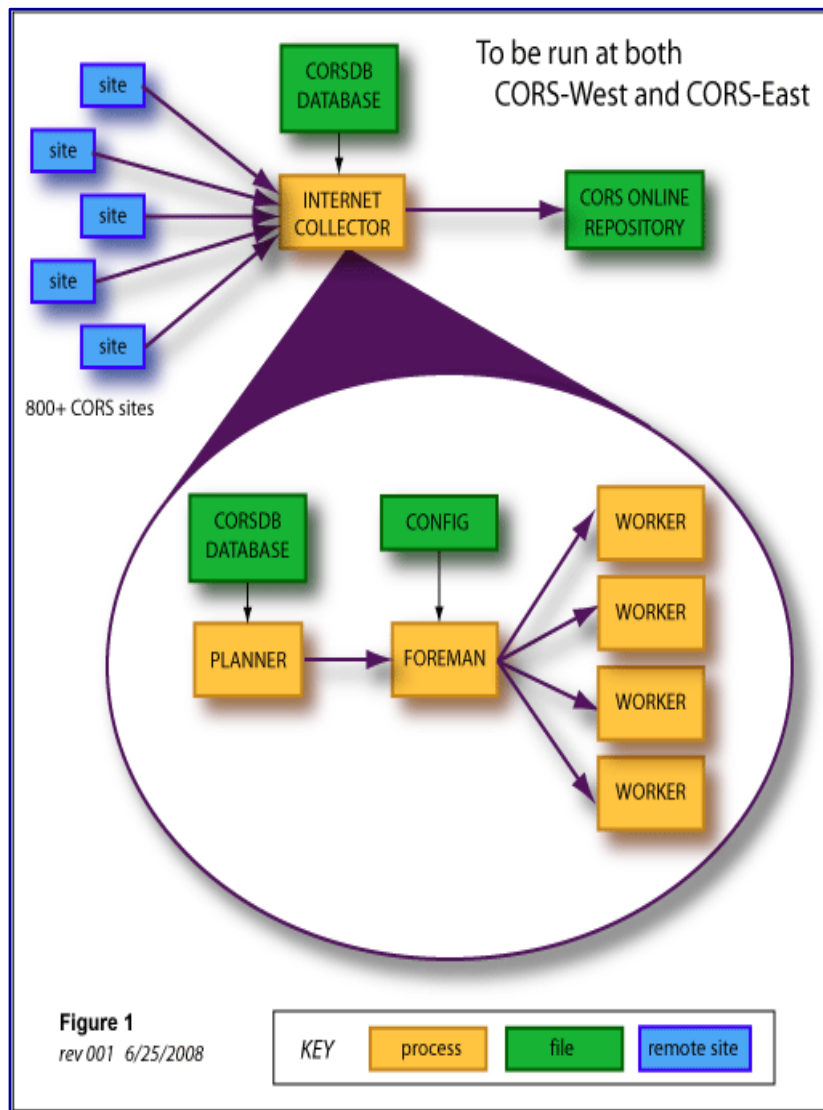 To be run at both
CORS-West and CORS-East
site
site
site
site
site
800+ CORS sites
CORSDB
DATABASE
INTERNET
COLLECTOR
CORS ONLINE
REPOSITORY
CORSDB
DATABASE
CONFIG
PLANNER
FOREMAN
WORKER
WORKER
WORKER
WORKER
Figure 1
rev 001 6/25/2008
KEY
process
file
remote site